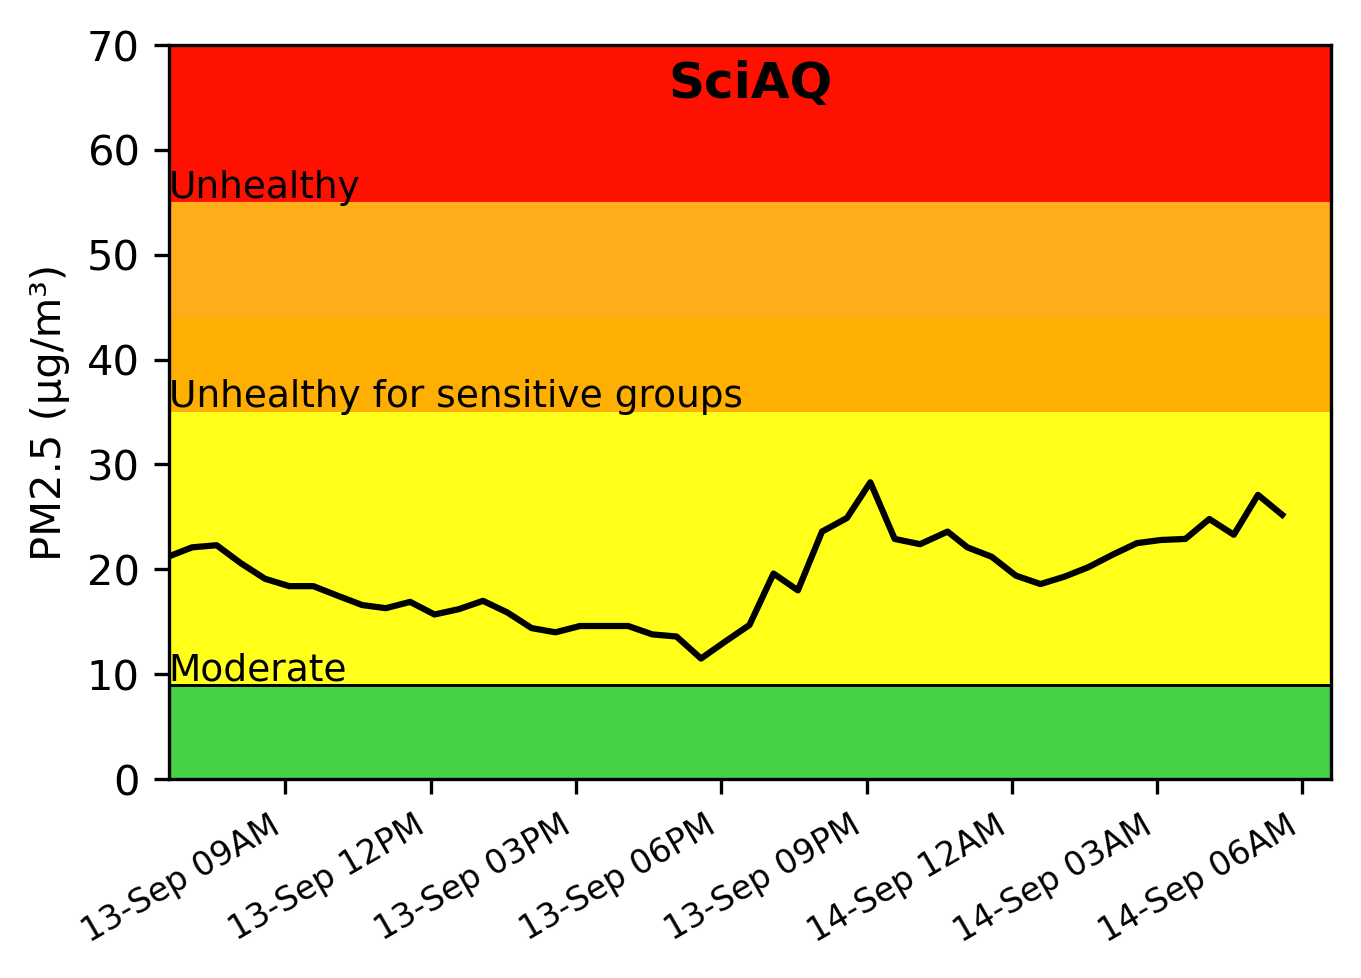 SciAQ
70
60
50
40
30
20
10
0
PM2.5 (µg/m³)
Unhealthy
Unhealthy for sensitive groups
Moderate
13-Sep 09AM
13-Sep 12PM
13-Sep 03PM
13-Sep 06PM
13-Sep 09PM
14-Sep 12AM
14-Sep 03AM
14-Sep 06AM